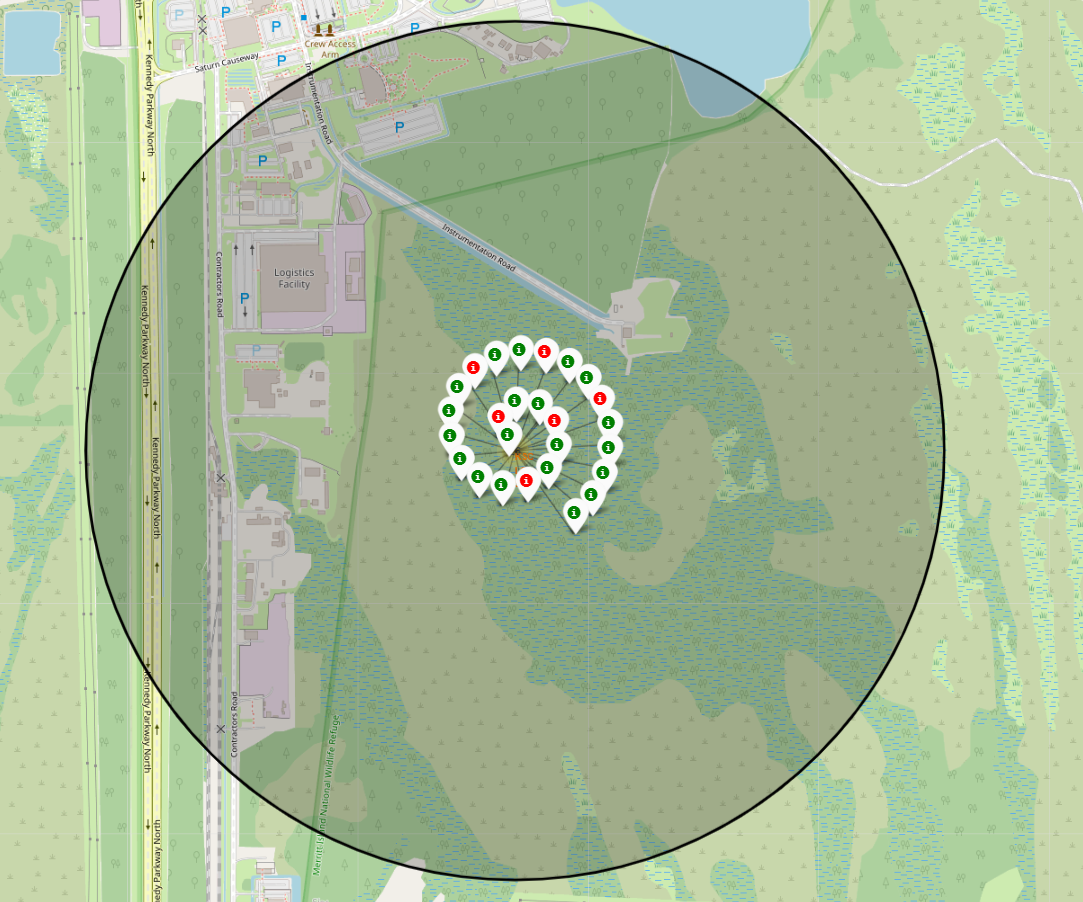 P
P
P
P
Crew Access
Arm
Saturn Causeway
P
Instrumentation Road
Kennedy Parkway North
P
P
Instrumentation Road
Contractors Road
Logistics
Facility
P
Kennedy Parkway North
P
Kennedy Parkway North
Kennedy Parkway North
Contractors Road
Merritt Island National Wildlife Refuge
Kennedy Parkway North